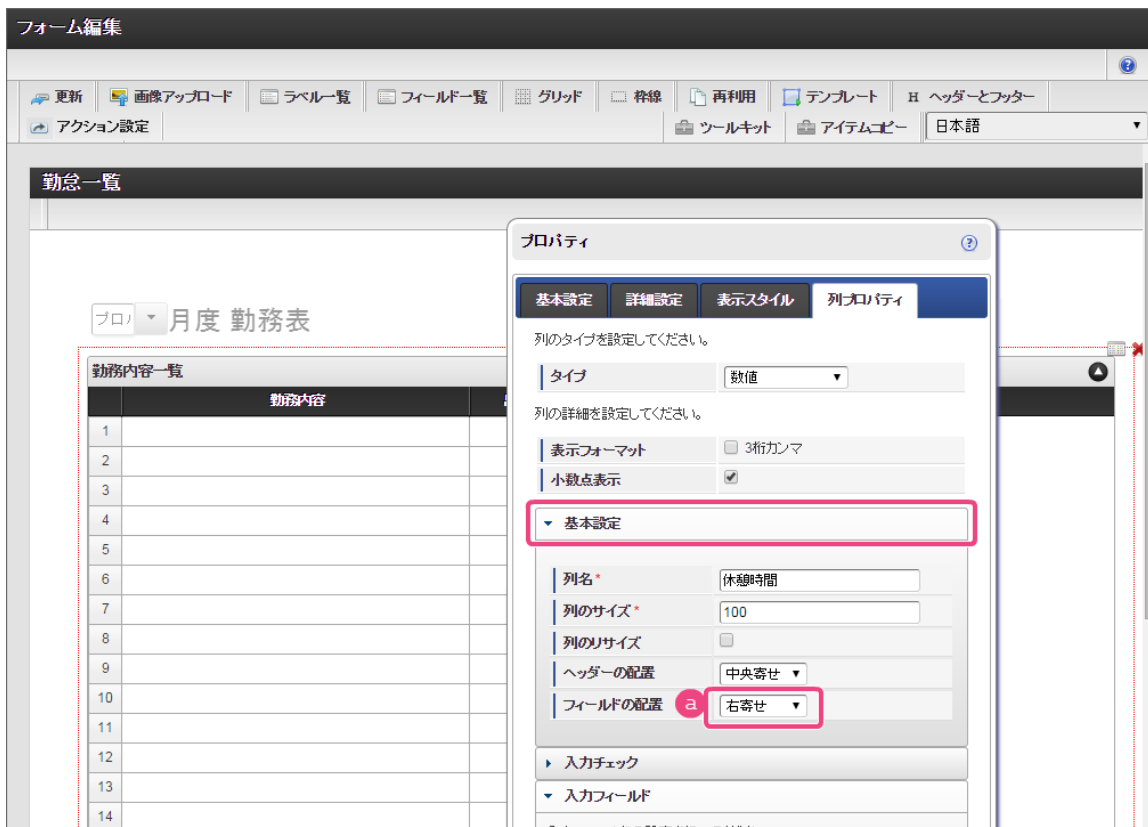 フォーム編集
更新 画像アップロード ラベル一覧 フィールド一覧 グリッド 枠線 再利用 テンプレート H ヘッダーとフッター
アクション設定 ツールキット アイテムコピー 日本語
勤怠一覧
プロパティ
基本設定 詳細設定 表示スタイル 列プロパティ
月度 勤務表
列のタイプを設定してください。
勤務内容一覧
タイプ 数値
勤務内容
列の詳細を設定してください。
1
表示フォーマット 3桁カンマ
2
小数点表示
3
4
基本設定
5
6
列名* 休憩時間
7
列のサイズ* 100
8
列のリサイズ
9
ヘッダーの配置 中央寄せ
10
フィールドの配置 a 右寄せ
11
12
入力チェック
13
入力フィールド
14